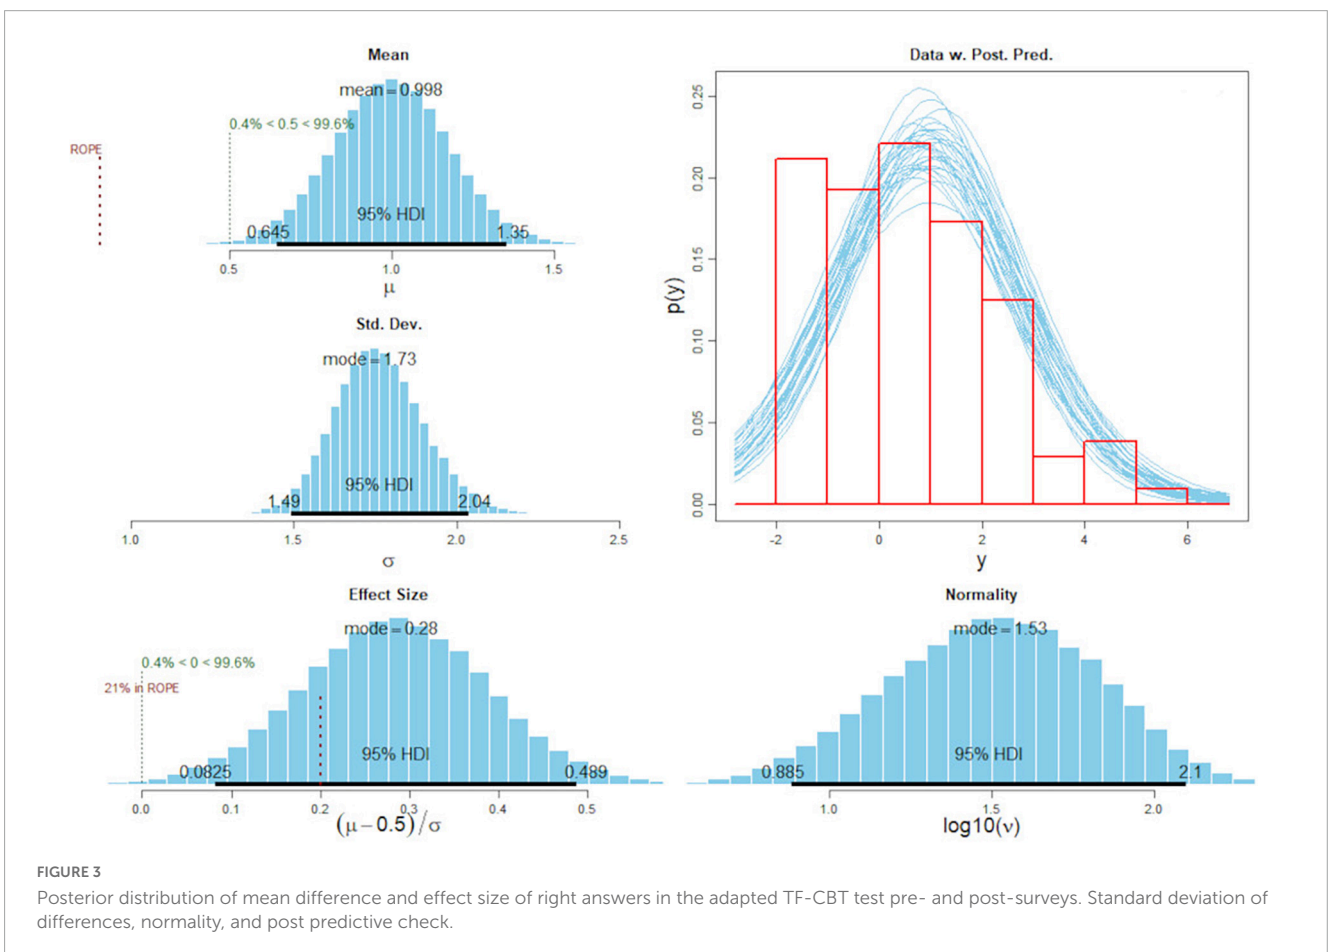 Mean
mean = 0.998
0.4% < 0.5 < 99.6%
ROPE
95% HDI
0.645
1.35
0.5
1.0
1.5
μ
Std. Dev.
mode = 1.73
95% HDI
1.49
2.04
1.0
1.5
2.0
2.5
σ
Effect Size
mode = 0.28
0.4% < 0 < 99.6%
21% in ROPE
95% HDI
0.0825
0.489
0.0
0.1
0.2
0.3
0.4
0.5
(μ − 0.5)/σ
Data w. Post. Pred.
0.25
0.20
0.15
0.10
0.05
0.00
p(y)
-2
0
2
4
6
y
Normality
mode = 1.53
95% HDI
0.885
2.1
1.0
1.5
2.0
log10(ν)
FIGURE 3
Posterior distribution of mean difference and effect size of right answers in the adapted TF-CBT test pre- and post-surveys. Standard deviation of
differences, normality, and post predictive check.